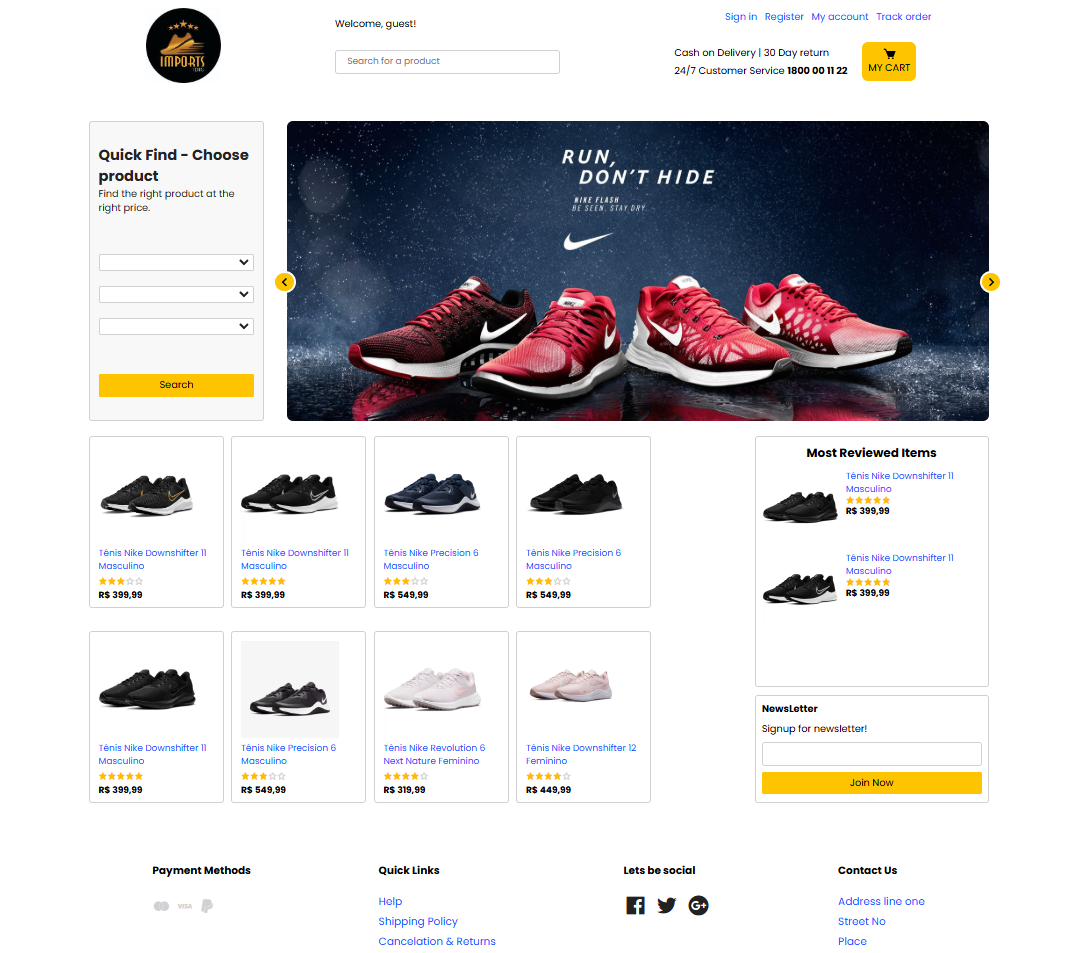 IMPORTS
Welcome, guest!
Search for a product
Sign in Register My account Track order
Cash on Delivery | 30 Day return
24/7 Customer Service 1800 00 11 22
MY CART
Quick Find - Choose
product
Find the right product at the
right price.
Search
RUN,
DON'T HIDE
NIKE FLASH
BE SEEN. STAY DRY.
Tênis Nike Downshifter 11
Masculino
R$ 399,99
Tênis Nike Downshifter 11
Masculino
R$ 399,99
Tênis Nike Precision 6
Masculino
R$ 549,99
Tênis Nike Precision 6
Masculino
R$ 549,99
Most Reviewed Items
Tênis Nike Downshifter 11
Masculino
R$ 399,99
Tênis Nike Downshifter 11
Masculino
R$ 399,99
Tênis Nike Downshifter 11
Masculino
R$ 399,99
Tênis Nike Precision 6
Masculino
R$ 549,99
Tênis Nike Revolution 6
Next Nature Feminino
R$ 319,99
Tênis Nike Downshifter 12
Feminino
R$ 449,99
NewsLetter
Signup for newsletter!
Join Now
Payment Methods
VISA
Quick Links
Help
Shipping Policy
Cancelation & Returns
Lets be social
G+
Contact Us
Address line one
Street No
Place